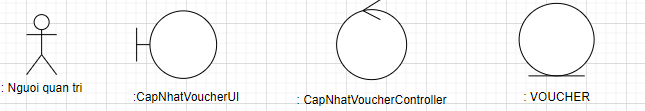 : Nguoi quan tri
:CapNhatVoucherUI
: CapNhatVoucherController
: VOUCHER